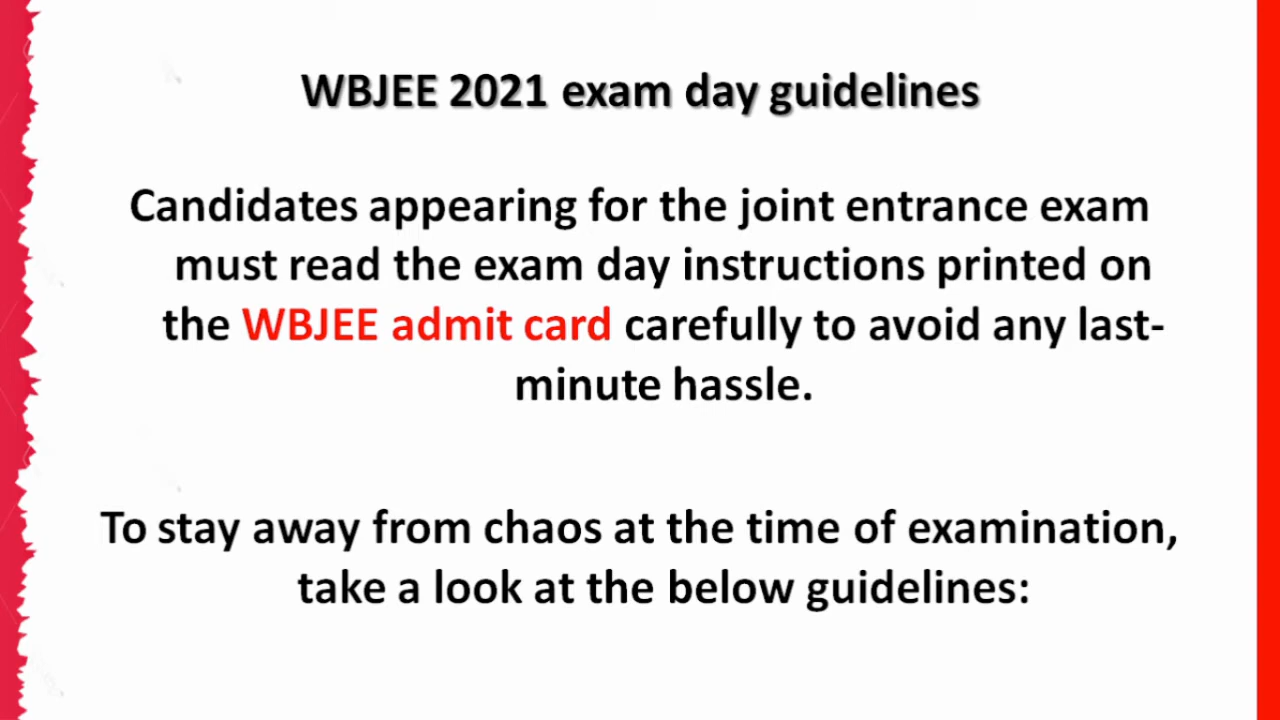 WBJEE 2021 exam day guidelines
Candidates appearing for the joint entrance exam
must read the exam day instructions printed on
the WBJEE admit card carefully to avoid any last-
minute hassle.
To stay away from chaos at the time of examination,
take a look at the below guidelines: